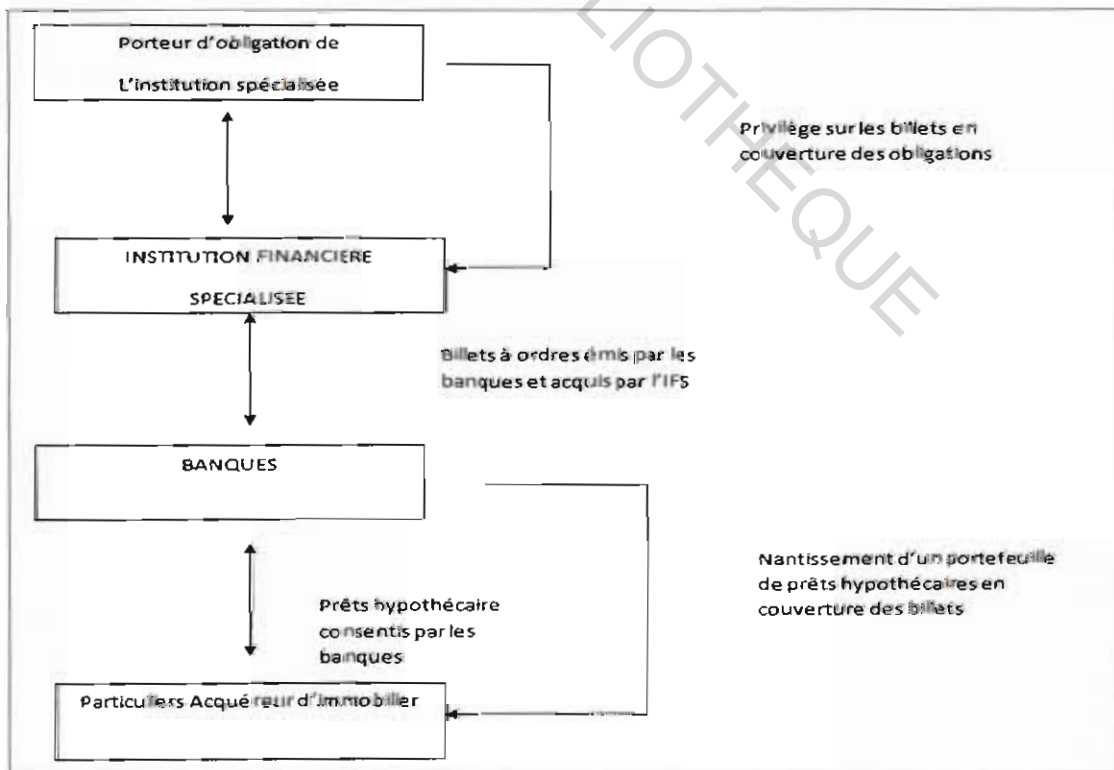 Porteur d'obligation de
L'institution spécialisée
Privilège sur les billets en
couverture des obligations
INSTITUTION FINANCIERE
SPECIALISEE
Billets à ordres émis par les
banques et acquis par l'IFS
BANQUES
Nantissement d'un portefeuille
de prêts hypothécaires en
couverture des billets
Prêts hypothécaire
consentis par les
banques
Particuliers Acquéreur d'Immobilier
LIOTHEQUE